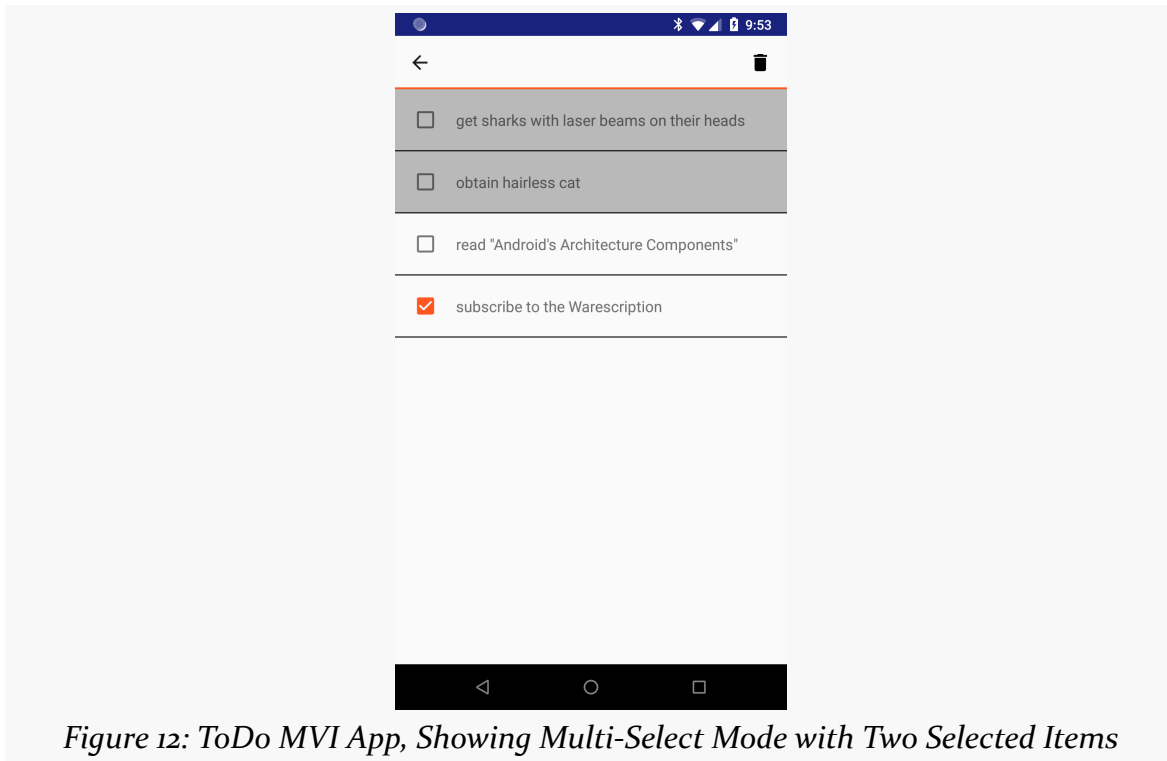 9:53
get sharks with laser beams on their heads
obtain hairless cat
read "Android's Architecture Components"
subscribe to the Warescription
Figure 12: ToDo MVI App, Showing Multi-Select Mode with Two Selected Items